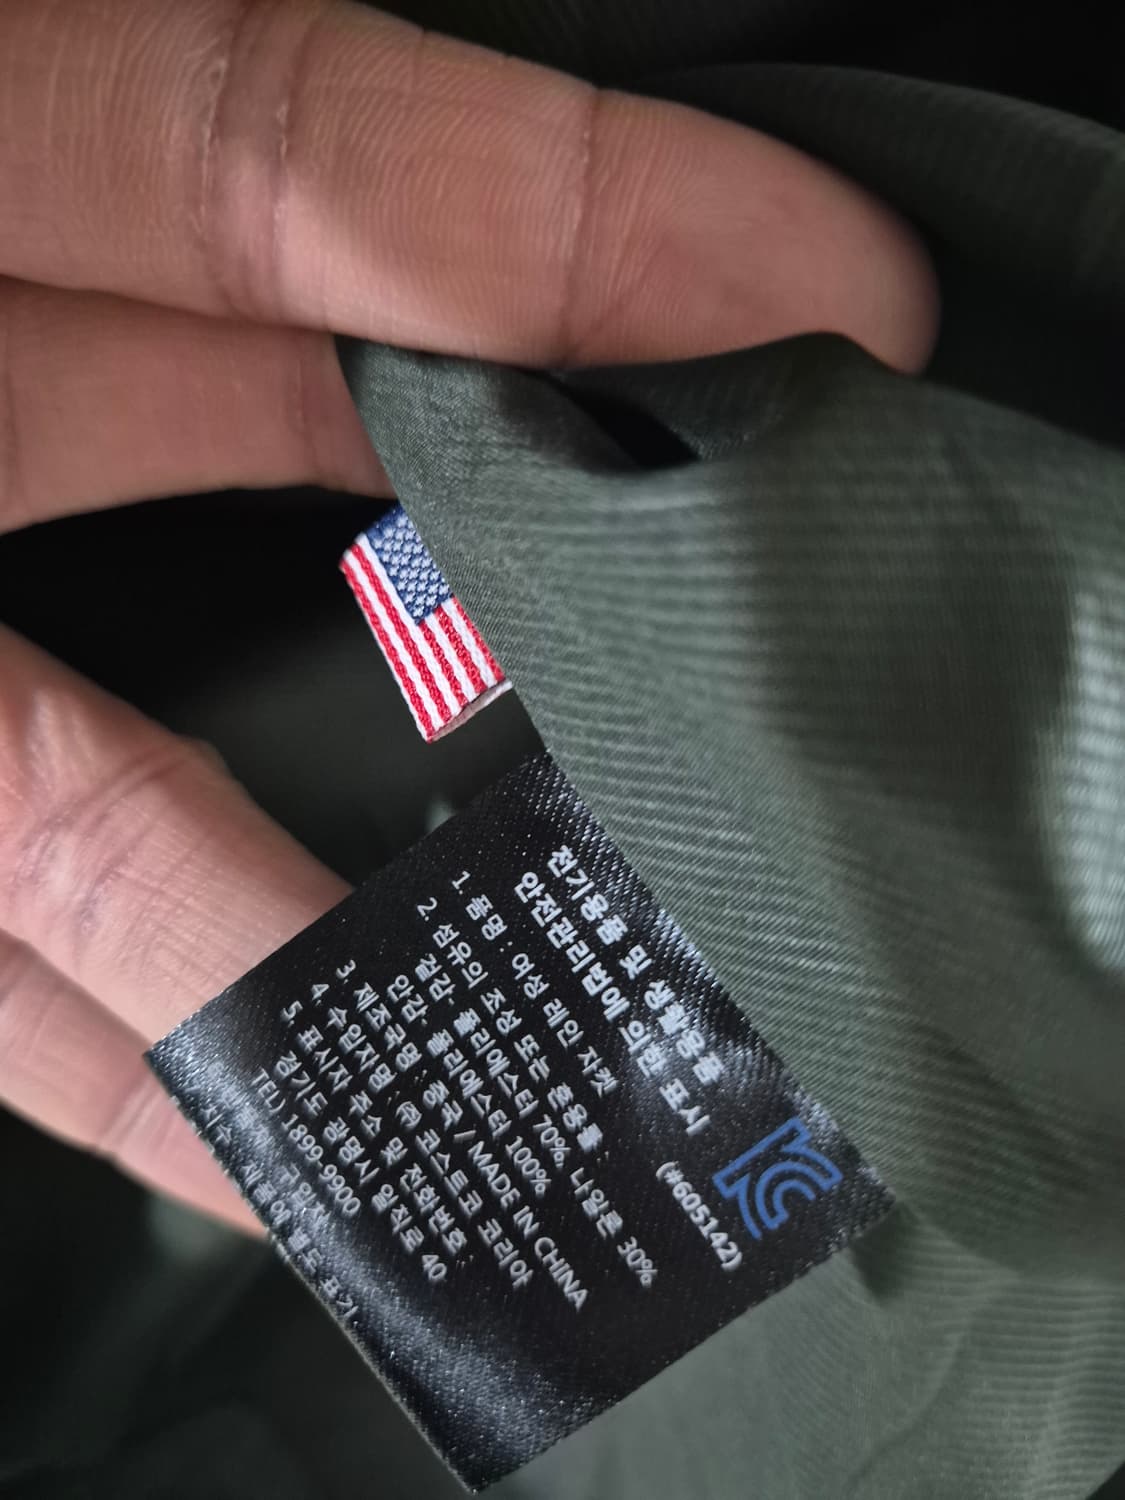 전기용품 및 생활용품
안전관리법에 의한 표시
(#605142)
1. 품명 : 여성 레인 자켓
2. 섬유의 조성 또는 혼용률 :
겉감: 폴리에스터 70%, 나일론 30%
안감: 폴리에스터 100%
3. 제조국명 : 중국 / MADE IN CHINA
4. 수입자명 : ㈜ 코스트코 코리아
5. 표시자 주소 및 전화번호 :
경기도 광명시 일직로 40
TEL) 1899-9900
별도 표기